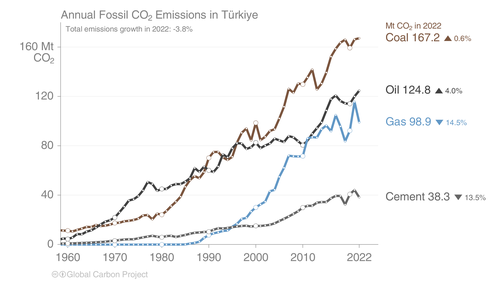 Annual Fossil CO₂ Emissions in Türkiye
Total emissions growth in 2022: -3.8%
Mt CO₂ in 2022
160 Mt
CO₂
120
80
40
0
Coal 167.2 ▲ 0.6%
Oil 124.8 ▲ 4.0%
Gas 98.9 ▼ 14.5%
Cement 38.3 ▼ 13.5%
1960 1970 1980 1990 2000 2010 2022
Global Carbon Project